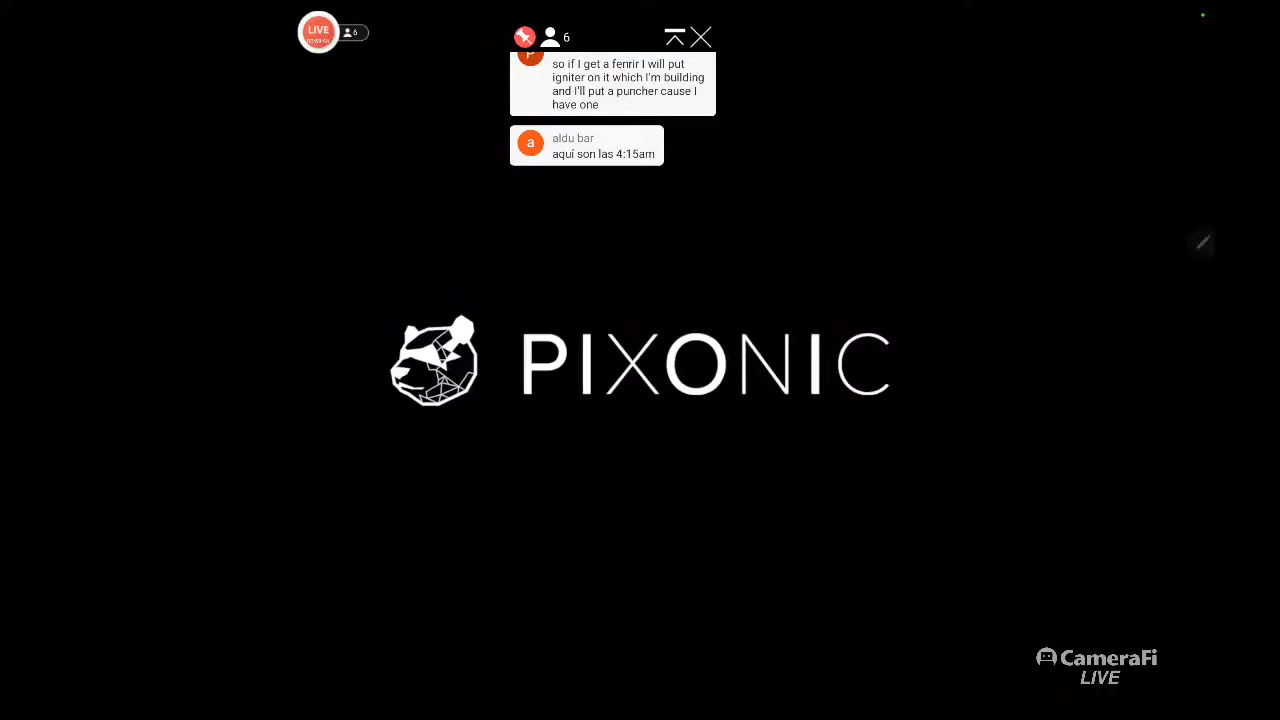 LIVE
6
6
so if I get a fenrir I will put
igniter on it which I'm building
and I'll put a puncher cause I
have one
a
aldu bar
aquí son las 4:15am
PIXONIC
CameraFi
LIVE